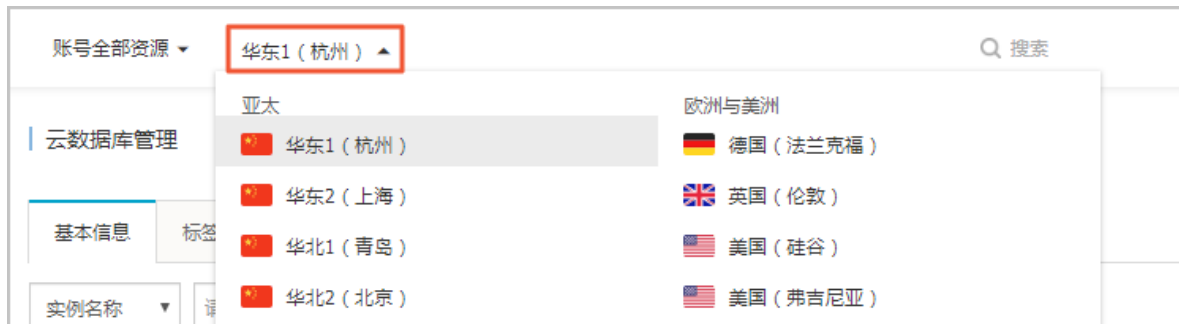 账号全部资源
华东1（杭州）
搜索
亚太
欧洲与美洲
云数据库管理
华东1（杭州）
德国（法兰克福）
华东2（上海）
英国（伦敦）
基本信息
标签
华北1（青岛）
美国（硅谷）
实例名称
华北2（北京）
美国（弗吉尼亚）